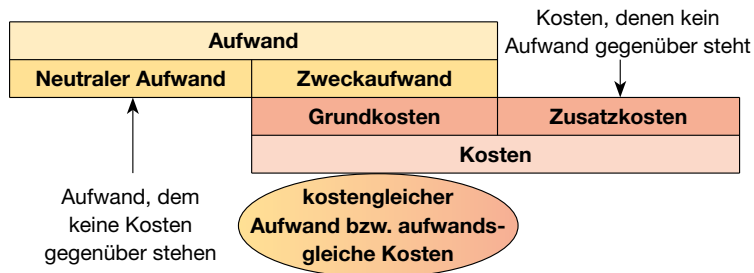 Kosten, denen kein
Aufwand gegenüber steht
Aufwand
Neutraler Aufwand
Zweckaufwand
Grundkosten
Zusatzkosten
Kosten
Aufwand, dem
keine Kosten
gegenüber stehen
kostengleicher
Aufwand bzw. aufwands-
gleiche Kosten